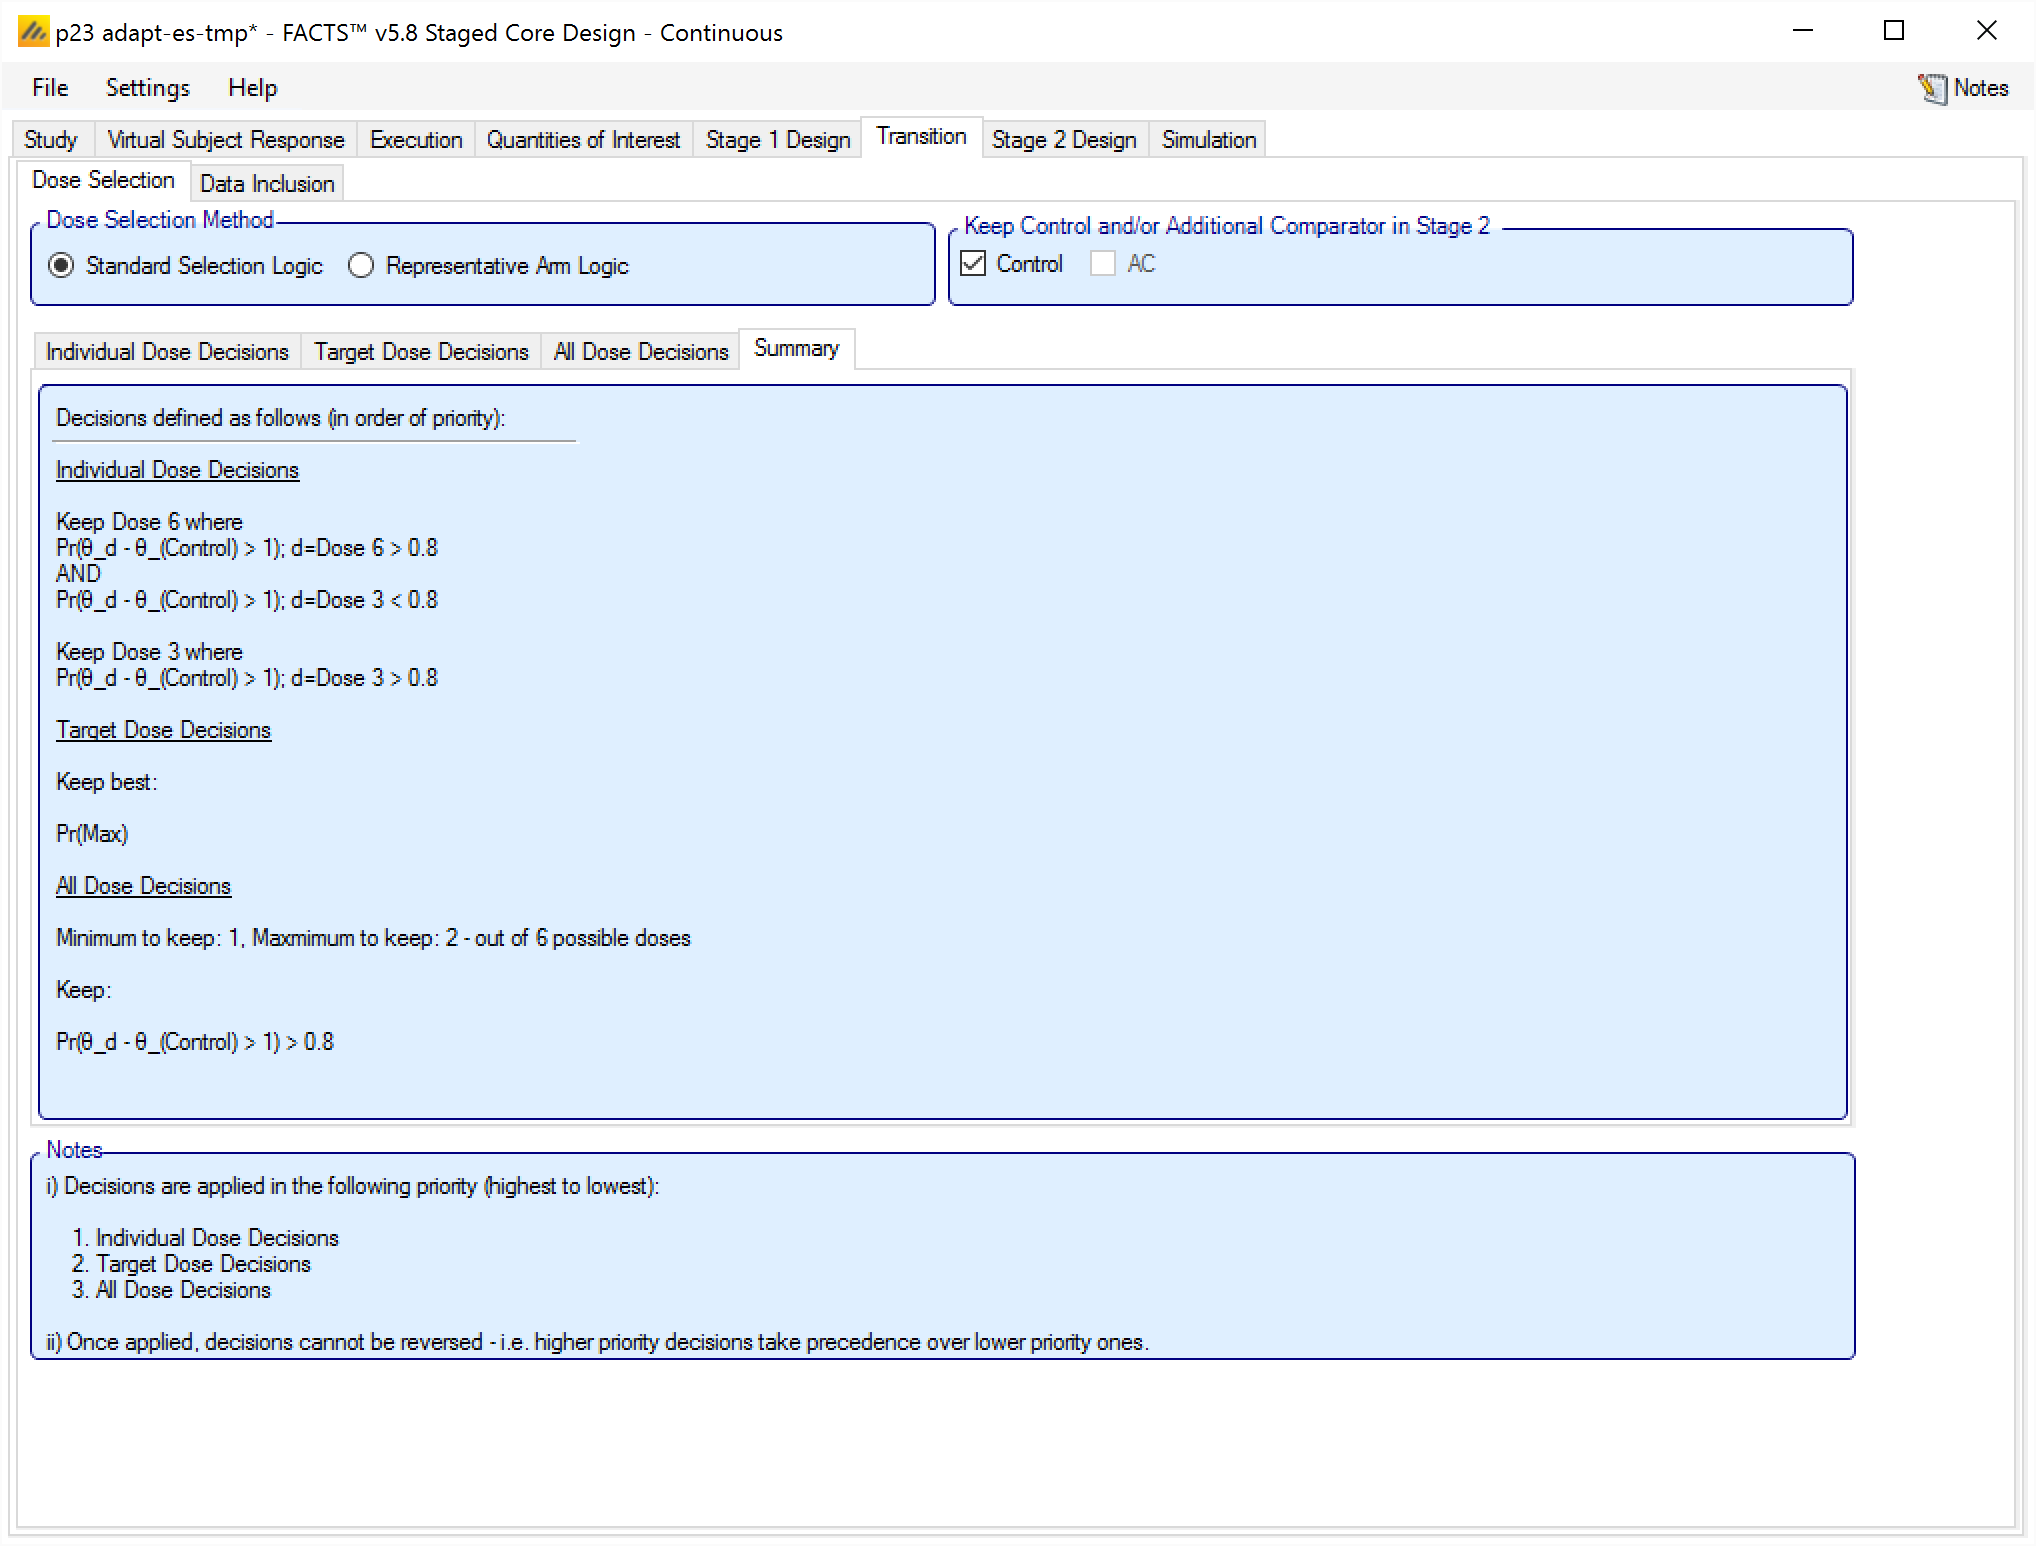 p23 adapt-es-tmp* - FACTS™ v5.8 Staged Core Design - Continuous
File Settings Help Notes
Study Virtual Subject Response Execution Quantities of Interest Stage 1 Design Transition Stage 2 Design Simulation
Dose Selection Data Inclusion
Dose Selection Method
Standard Selection Logic Representative Arm Logic
Keep Control and/or Additional Comparator in Stage 2
Control AC
Individual Dose Decisions Target Dose Decisions All Dose Decisions Summary
Decisions defined as follows (in order of priority):
Individual Dose Decisions
Keep Dose 6 where
Pr(θ_d - θ_(Control) > 1); d=Dose 6 > 0.8
AND
Pr(θ_d - θ_(Control) > 1); d=Dose 3 < 0.8
Keep Dose 3 where
Pr(θ_d - θ_(Control) > 1); d=Dose 3 > 0.8
Target Dose Decisions
Keep best:
Pr(Max)
All Dose Decisions
Minimum to keep: 1, Maxmimum to keep: 2 - out of 6 possible doses
Keep:
Pr(θ_d - θ_(Control) > 1) > 0.8
Notes
i) Decisions are applied in the following priority (highest to lowest):
1. Individual Dose Decisions
2. Target Dose Decisions
3. All Dose Decisions
ii) Once applied, decisions cannot be reversed - i.e. higher priority decisions take precedence over lower priority ones.